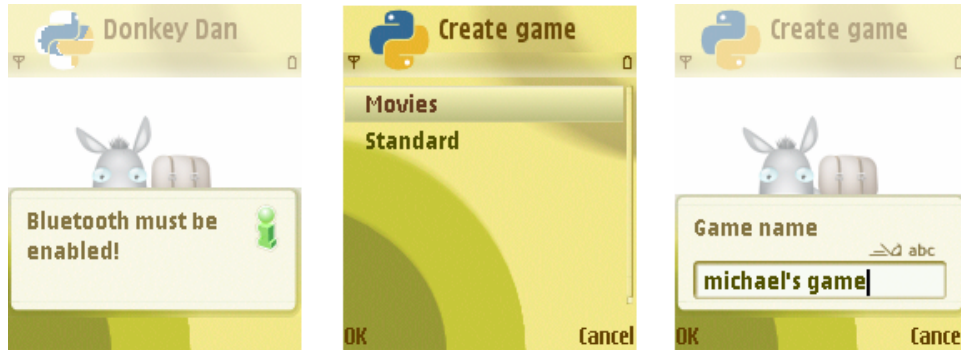 Donkey Dan
Bluetooth must be
enabled!
Create game
Movies
Standard
OK Cancel
Create game
Game name
abc
michael's game
OK Cance